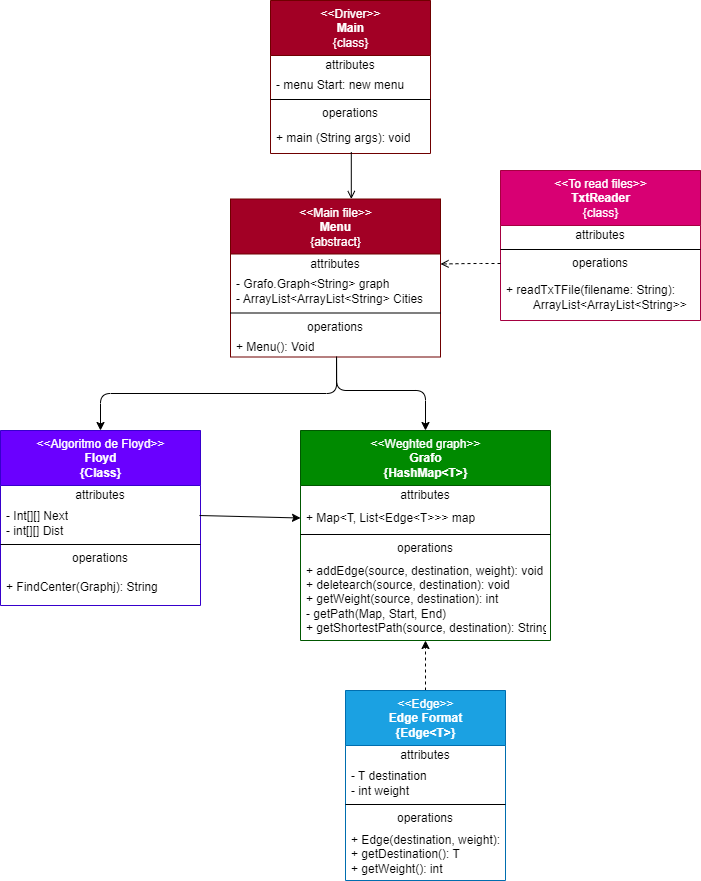 <<Driver>>
Main
{class}
attributes
- menu Start: new menu
operations
+ main (String args): void
<<To read files>>
TxtReader
{class}
attributes
operations
+ readTxTFile(filename: String):
ArrayList<ArrayList<String>>
<<Main file>>
Menu
{abstract}
attributes
- Grafo.Graph<String> graph
- ArrayList<ArrayList<String> Cities
operations
+ Menu(): Void
<<Algoritmo de Floyd>>
Floyd
{Class}
attributes
- Int[][] Next
- int[][] Dist
operations
+ FindCenter(Graphj): String
<<Weghted graph>>
Grafo
{HashMap<T>}
attributes
+ Map<T, List<Edge<T>>> map
operations
+ addEdge(source, destination, weight): void
+ deletearch(source, destination): void
+ getWeight(source, destination): int
- getPath(Map, Start, End)
+ getShortestPath(source, destination): String
<<Edge>>
Edge Format
{Edge<T>}
attributes
- T destination
- int weight
operations
+ Edge(destination, weight):
+ getDestination(): T
+ getWeight(): int